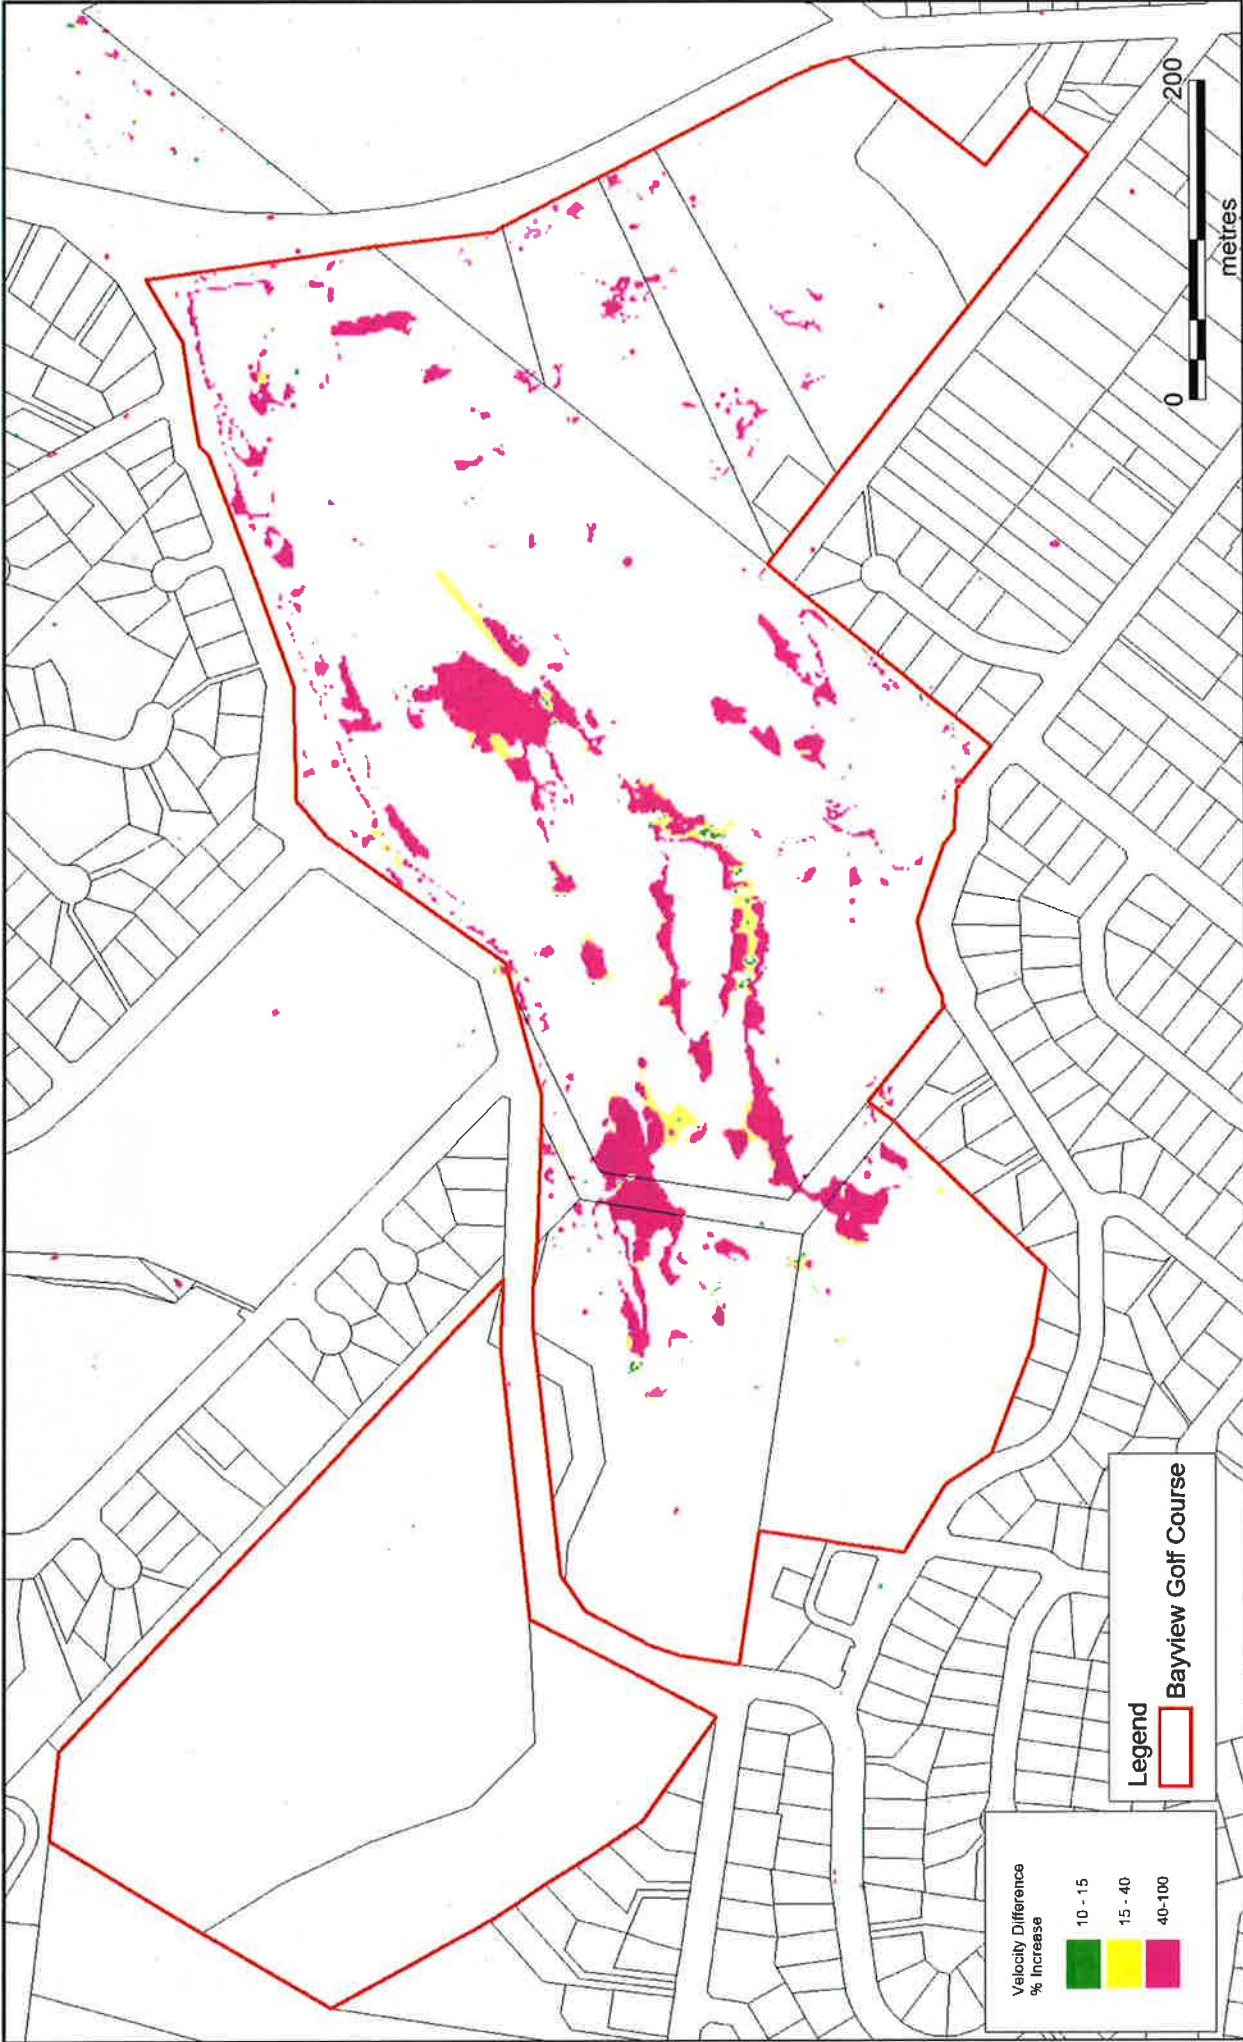 Velocity Difference
% Increase
10 - 15
15 - 40
40-100
Legend
Bayview Golf Course
0
200
metres